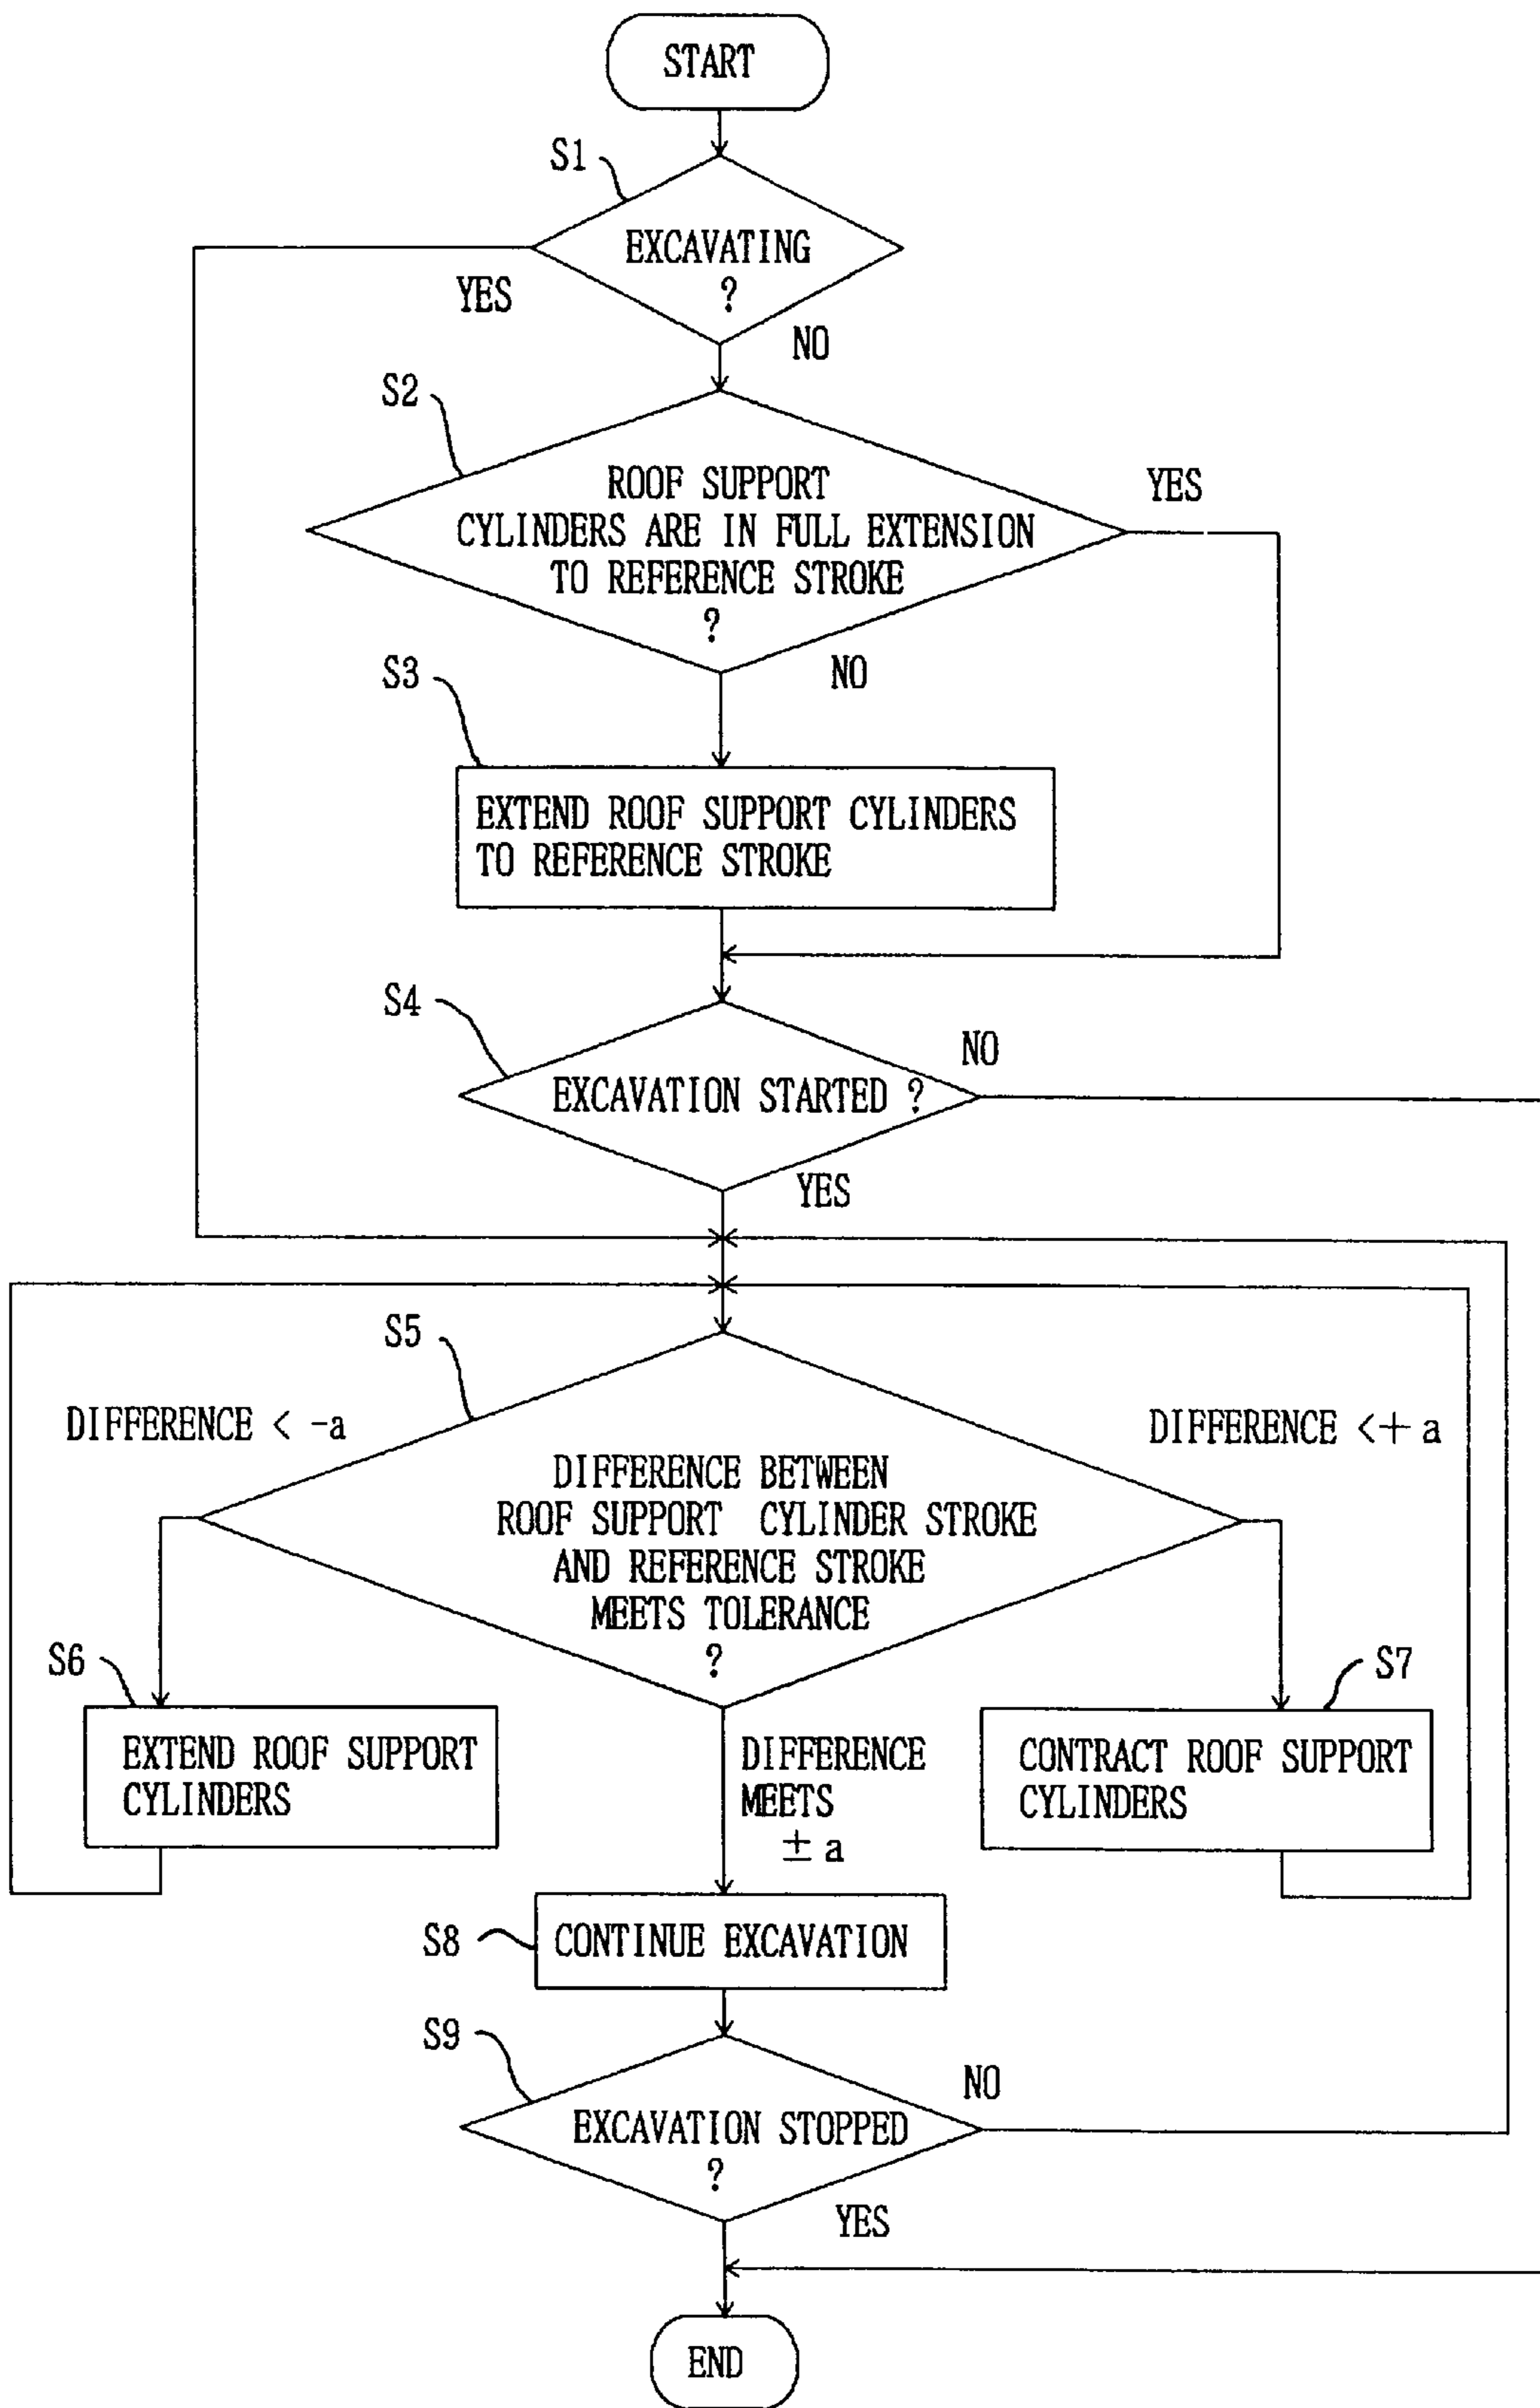 START
S1
EXCAVATING
?
YES
NO
S2
ROOF SUPPORT
CYLINDERS ARE IN FULL EXTENSION
TO REFERENCE STROKE
?
YES
NO
S3
EXTEND ROOF SUPPORT CYLINDERS
TO REFERENCE STROKE
S4
EXCAVATION STARTED ?
NO
YES
S5
DIFFERENCE < -a
DIFFERENCE <+ a
DIFFERENCE BETWEEN
ROOF SUPPORT CYLINDER STROKE
AND REFERENCE STROKE
MEETS TOLERANCE
?
S6
EXTEND ROOF SUPPORT
CYLINDERS
DIFFERENCE
MEETS
± a
S7
CONTRACT ROOF SUPPORT
CYLINDERS
S8
CONTINUE EXCAVATION
S9
EXCAVATION STOPPED
?
NO
YES
END